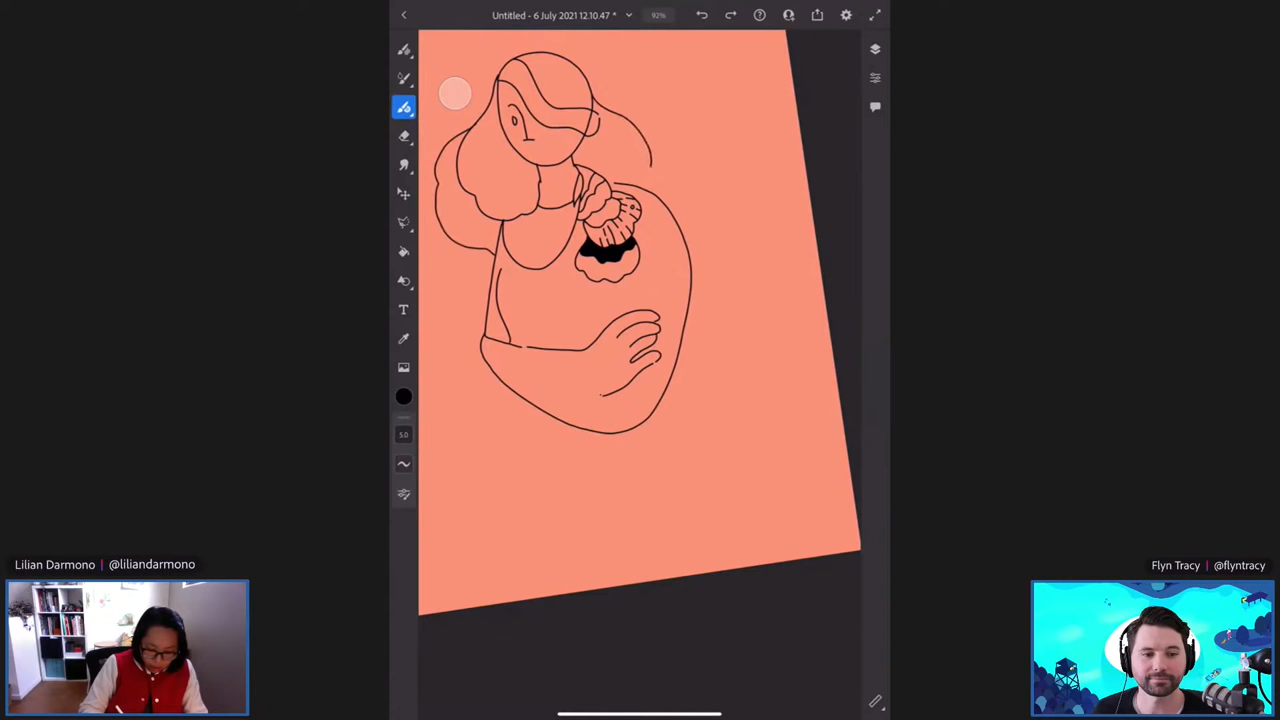 Untitled - 6 July 2021 12.10.47 *
92%
T
5.0
Lilian Darmono | @liliandarmono
Flyn Tracy | @flyntracy